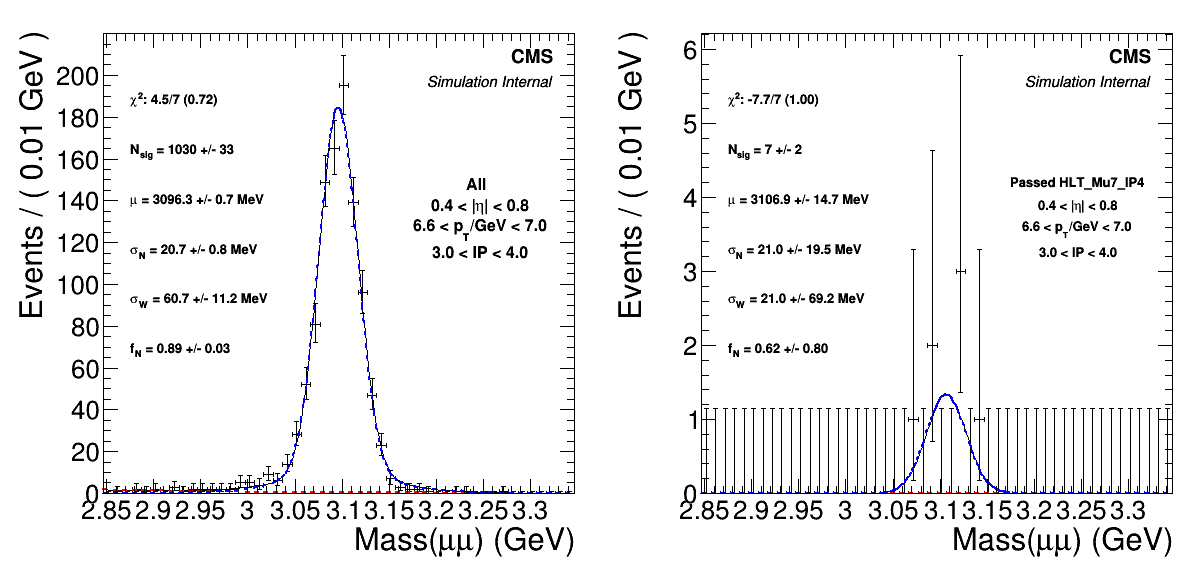 CMS
Simulation Internal
χ²: 4.5/7 (0.72)
N_sig = 1030 +/- 33
μ = 3096.3 +/- 0.7 MeV
σ_N = 20.7 +/- 0.8 MeV
σ_W = 60.7 +/- 11.2 MeV
f_N = 0.89 +/- 0.03
All
0.4 < |η| < 0.8
6.6 < p_T/GeV < 7.0
3.0 < IP < 4.0
Events / ( 0.01 GeV )
200
180
160
140
120
100
80
60
40
20
0
2.85 2.9 2.95 3 3.05 3.1 3.15 3.2 3.25 3.3
Mass(μμ) (GeV)
CMS
Simulation Internal
χ²: -7.7/7 (1.00)
N_sig = 7 +/- 2
μ = 3106.9 +/- 14.7 MeV
σ_N = 21.0 +/- 19.5 MeV
σ_W = 21.0 +/- 69.2 MeV
f_N = 0.62 +/- 0.80
Passed HLT_Mu7_IP4
0.4 < |η| < 0.8
6.6 < p_T/GeV < 7.0
3.0 < IP < 4.0
Events / ( 0.01 GeV )
6
5
4
3
2
1
0
2.85 2.9 2.95 3 3.05 3.1 3.15 3.2 3.25 3.3
Mass(μμ) (GeV)